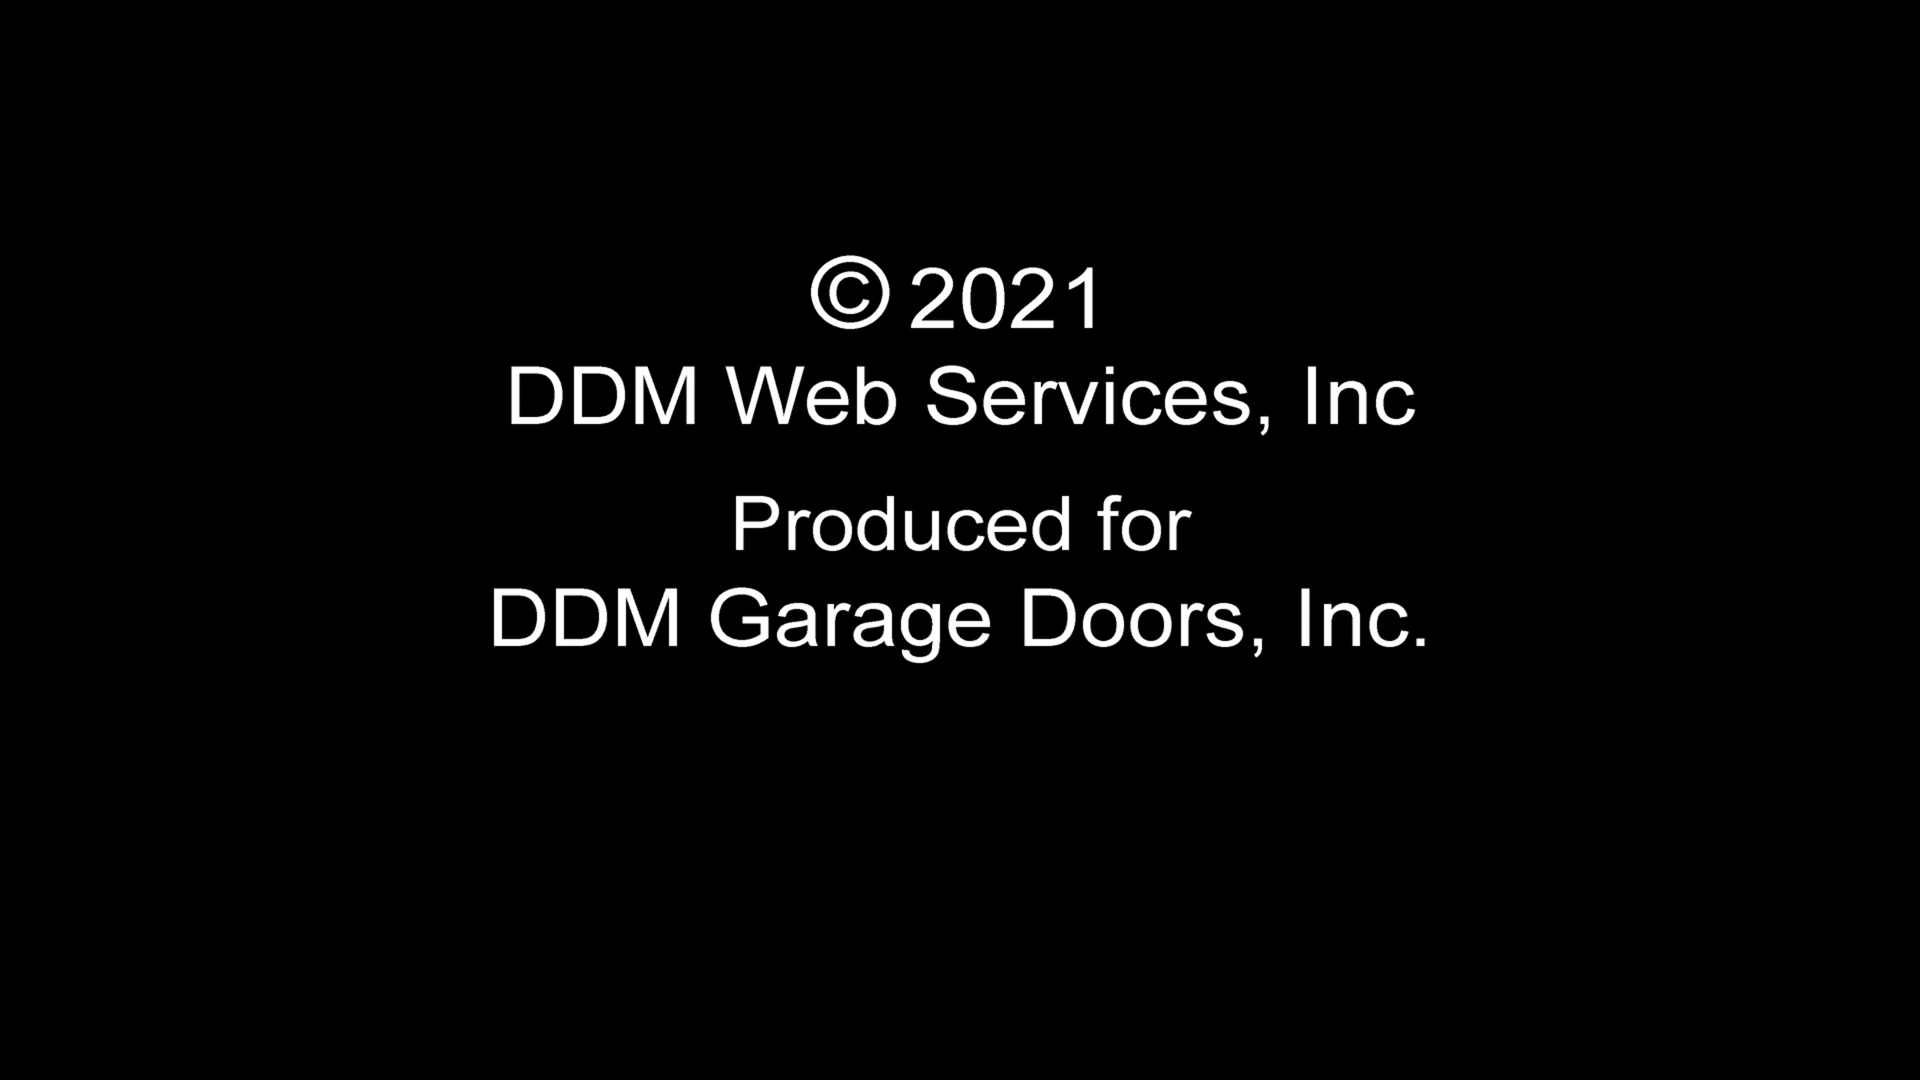 © 2021
DDM Web Services, Inc
Produced for
DDM Garage Doors, Inc.